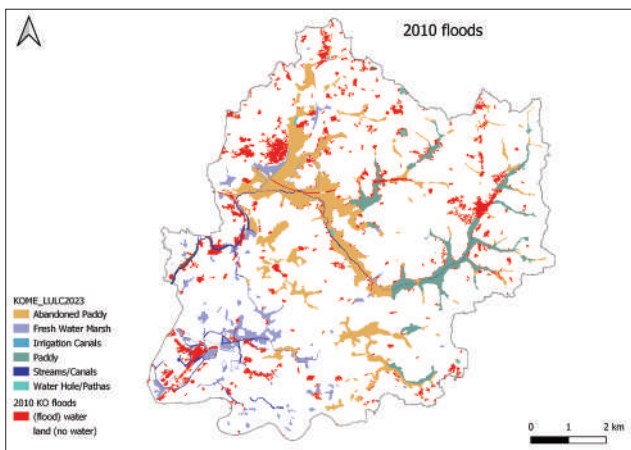 2010 floods
KOME_LULC2023
Abandoned Paddy
Fresh Water Marsh
Irrigation Canals
Paddy
Streams/Canals
Water Hole/Pathas
2010 KO floods
(flood) water
land (no water)
0 1 2 km